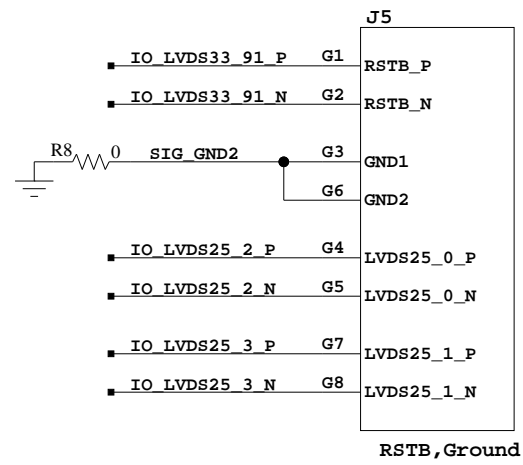 J5
IO_LVDS33_91_P G1 RSTB_P
IO_LVDS33_91_N G2 RSTB_N
R8 0 SIG_GND2 G3 GND1
G6 GND2
IO_LVDS25_2_P G4 LVDS25_0_P
IO_LVDS25_2_N G5 LVDS25_0_N
IO_LVDS25_3_P G7 LVDS25_1_P
IO_LVDS25_3_N G8 LVDS25_1_N
RSTB,Ground